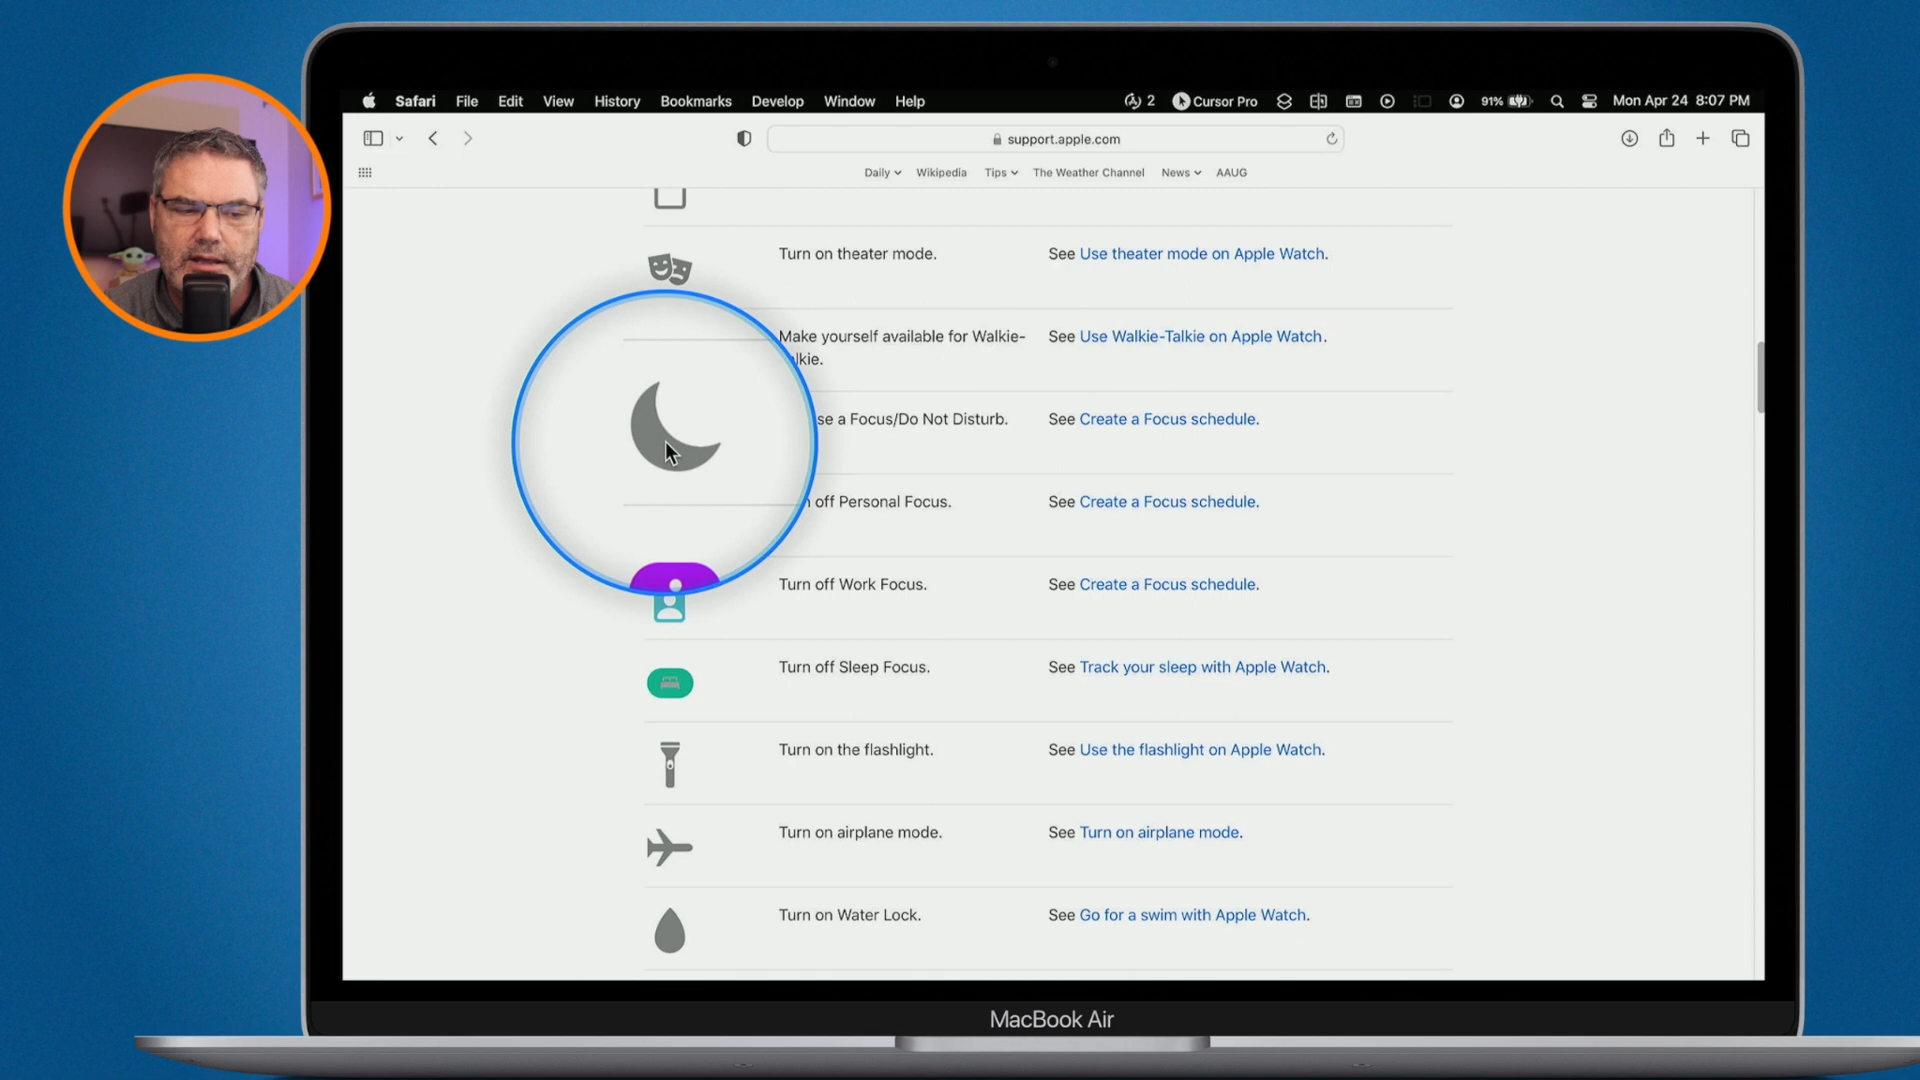 Safari File Edit View History Bookmarks Develop Window Help 2 Cursor Pro 91% Mon Apr 24 8:07 PM
support.apple.com
Daily Wikipedia Tips The Weather Channel News AAUG
Turn on theater mode. See Use theater mode on Apple Watch.
Make yourself available for Walkie- See Use Walkie-Talkie on Apple Watch.
lkie.
se a Focus/Do Not Disturb. See Create a Focus schedule.
off Personal Focus. See Create a Focus schedule.
Turn off Work Focus. See Create a Focus schedule.
Turn off Sleep Focus. See Track your sleep with Apple Watch.
Turn on the flashlight. See Use the flashlight on Apple Watch.
Turn on airplane mode. See Turn on airplane mode.
Turn on Water Lock. See Go for a swim with Apple Watch.
MacBook Air